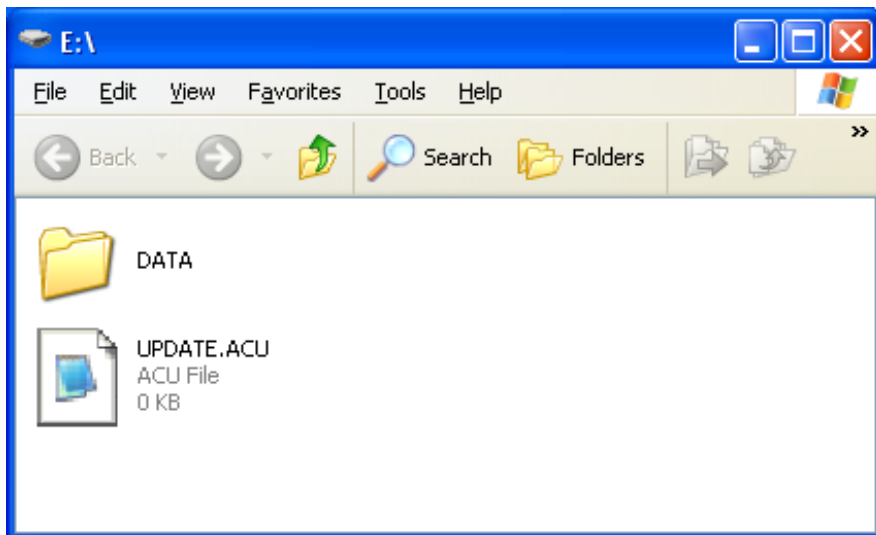 E:\
File Edit View Favorites Tools Help
Back Search Folders »
DATA
UPDATE.ACU
ACU File
0 KB